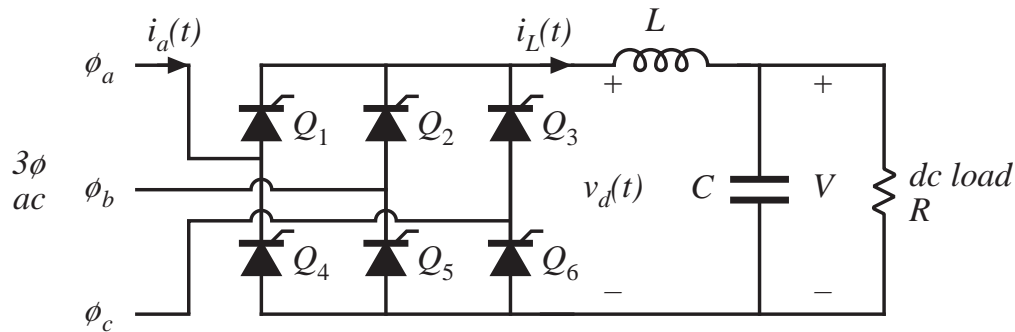 i_a(t)
i_L(t)
L
ϕ_a
+
+
Q_1
Q_2
Q_3
3ϕ
ac
ϕ_b
v_d(t)
C
V
dc load
R
Q_4
Q_5
Q_6
–
–
ϕ_c